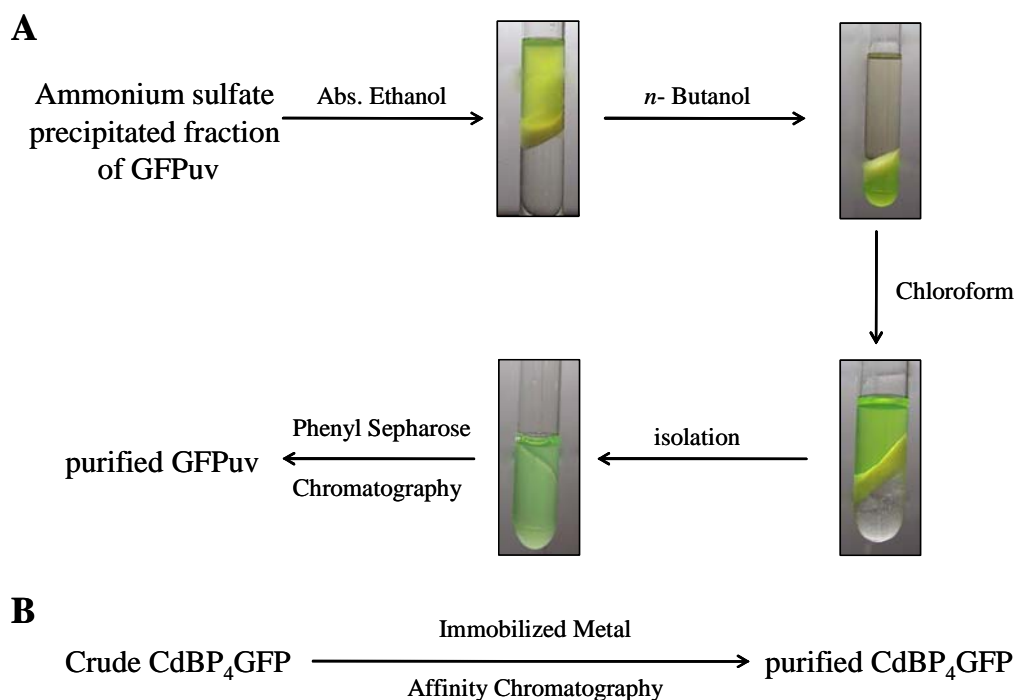 A
Ammonium sulfate
precipitated fraction
of GFPuv
Abs. Ethanol
n- Butanol
Chloroform
isolation
Phenyl Sepharose
Chromatography
purified GFPuv
B
Crude CdBP₄GFP
Immobilized Metal
Affinity Chromatography
purified CdBP₄GFP